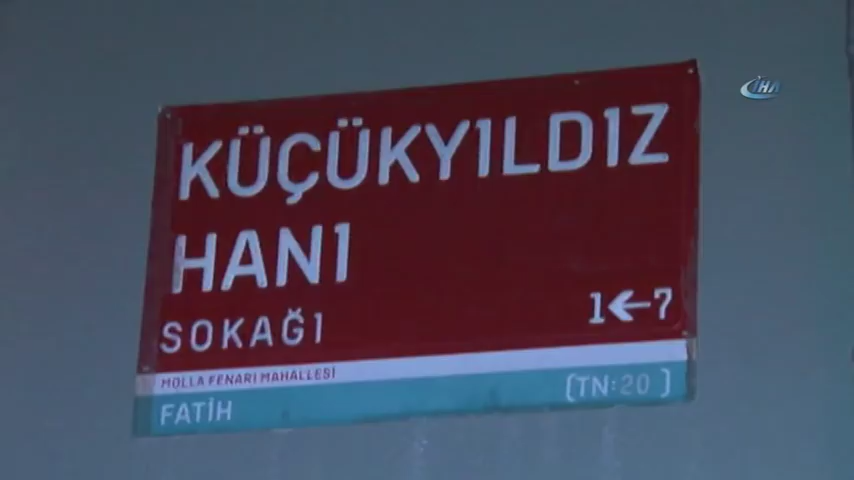 İHA
KÜÇÜKYILDIZ
HANI
SOKAĞI
1←7
MOLLA FENARİ MAHALLESİ
FATİH
(TN:20 )